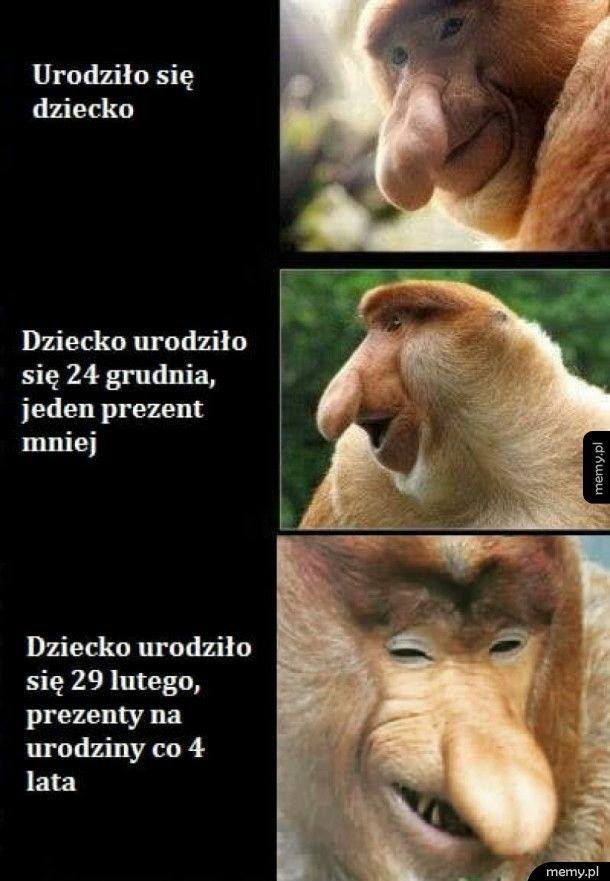 Urodziło się
dziecko
Dziecko urodziło
się 24 grudnia,
jeden prezent
mniej
memy.pl
Dziecko urodziło
się 29 lutego,
prezenty na
urodziny co 4
lata
memy.pl